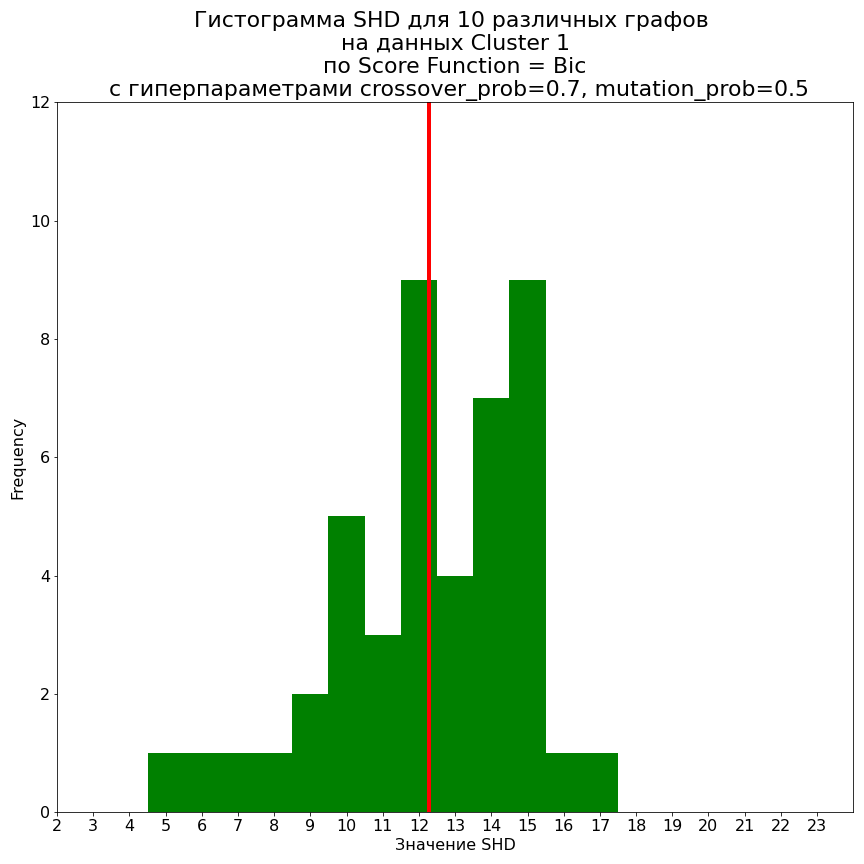 Гистограмма SHD для 10 различных графов
на данных Cluster 1
по Score Function = Bic
с гиперпараметрами crossover_prob=0.7, mutation_prob=0.5
12
10
8
6
4
2
0
Frequency
2 3 4 5 6 7 8 9 10 11 12 13 14 15 16 17 18 19 20 21 22 23
Значение SHD